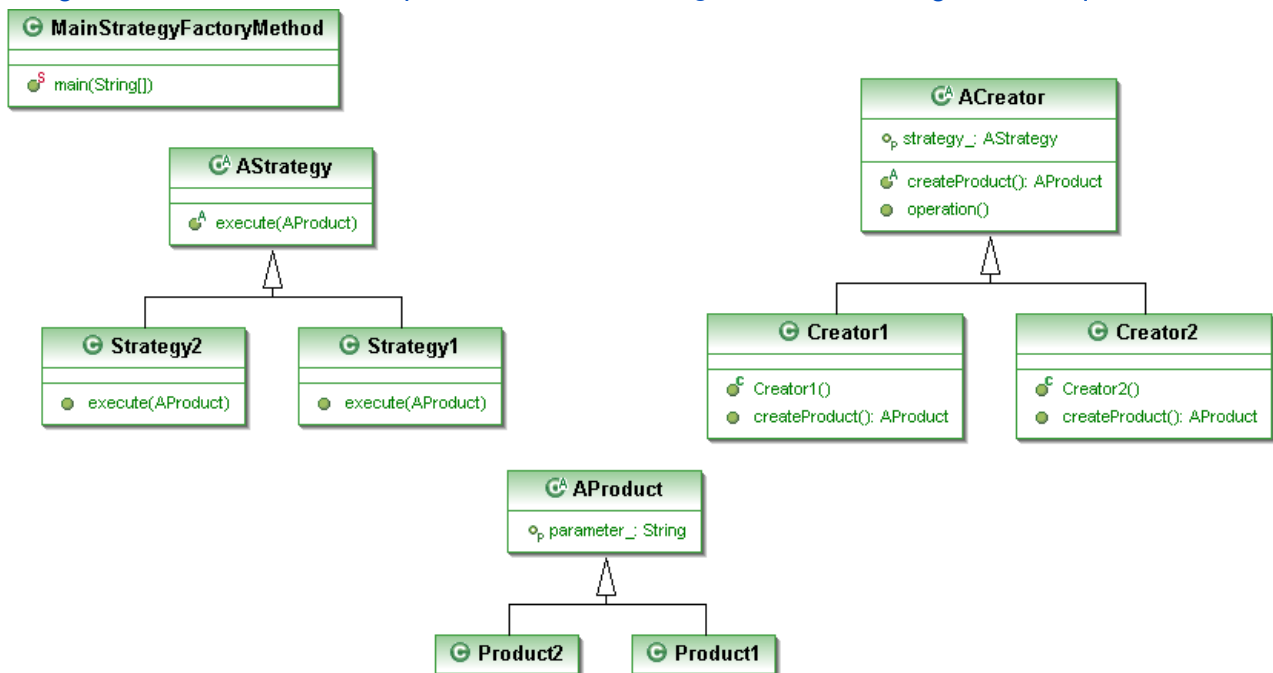 MainStrategyFactoryMethod
main(String[])
ACreator
strategy_: AStrategy
createProduct(): AProduct
operation()
AStrategy
execute(AProduct)
Strategy2
execute(AProduct)
Strategy1
execute(AProduct)
Creator1
Creator1()
createProduct(): AProduct
Creator2
Creator2()
createProduct(): AProduct
AProduct
parameter_: String
Product2
Product1